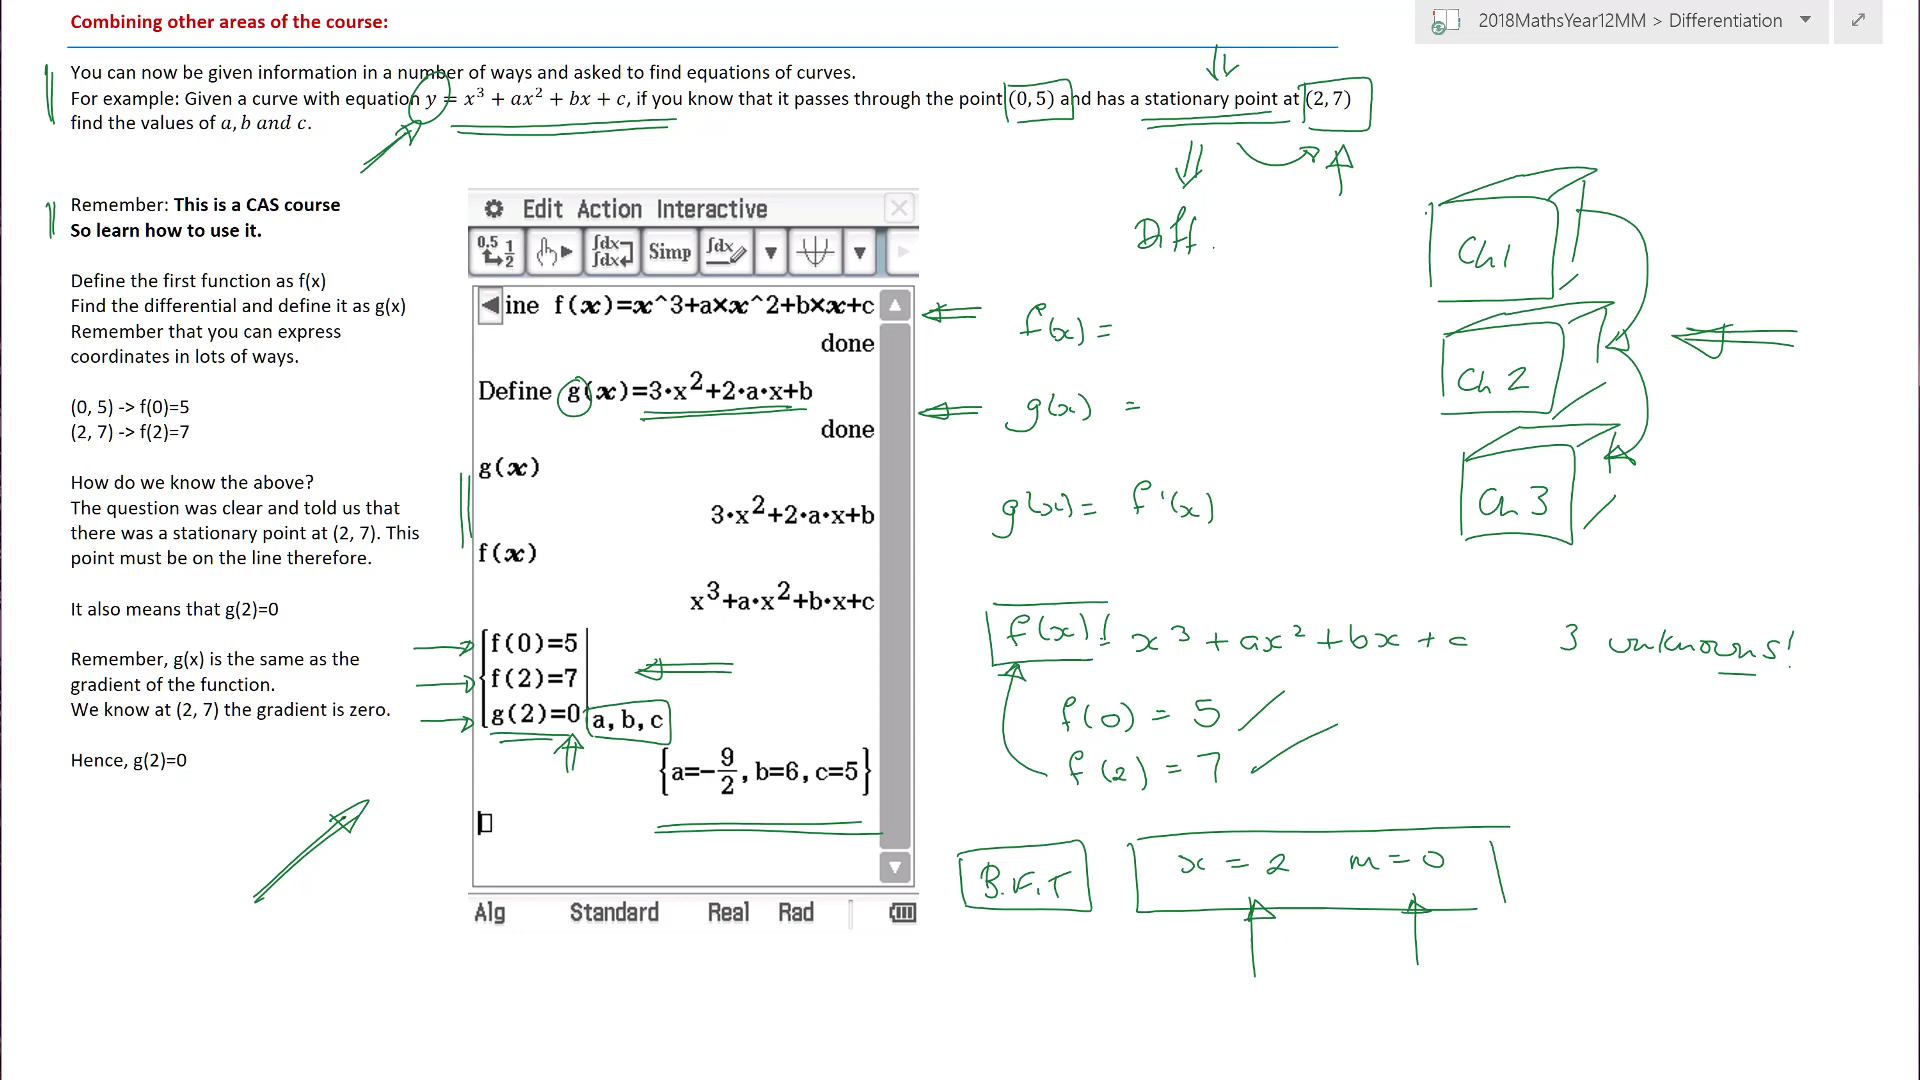 Combining other areas of the course:
2018MathsYear12MM > Differentiation
You can now be given information in a number of ways and asked to find equations of curves.
For example: Given a curve with equation y = x³ + ax² + bx + c, if you know that it passes through the point (0, 5) and has a stationary point at (2, 7)
find the values of a, b and c.
Remember: This is a CAS course
So learn how to use it.
Define the first function as f(x)
Find the differential and define it as g(x)
Remember that you can express
coordinates in lots of ways.
(0, 5) -> f(0)=5
(2, 7) -> f(2)=7
How do we know the above?
The question was clear and told us that
there was a stationary point at (2, 7). This
point must be on the line therefore.
It also means that g(2)=0
Remember, g(x) is the same as the
gradient of the function.
We know at (2, 7) the gradient is zero.
Hence, g(2)=0
Edit Action Interactive
0.5 1/2 ∫dx ∫dx Simp ∫dx
ine f(x)=x^3+a×x^2+b×x+c
done
Define g(x)=3·x²+2·a·x+b
done
g(x)
3·x²+2·a·x+b
f(x)
x³+a·x²+b·x+c
f(0)=5
f(2)=7
g(2)=0 a, b, c
{a=-9/2, b=6, c=5}
Alg Standard Real Rad
Diff.
f(x) =
g(x) =
g(x) = f'(x)
Ch 1
Ch 2
Ch 3
f(x) : x³ + ax² + bx + c 3 unknowns!
f(0) = 5
f(2) = 7
B.F.T
x = 2 m = 0